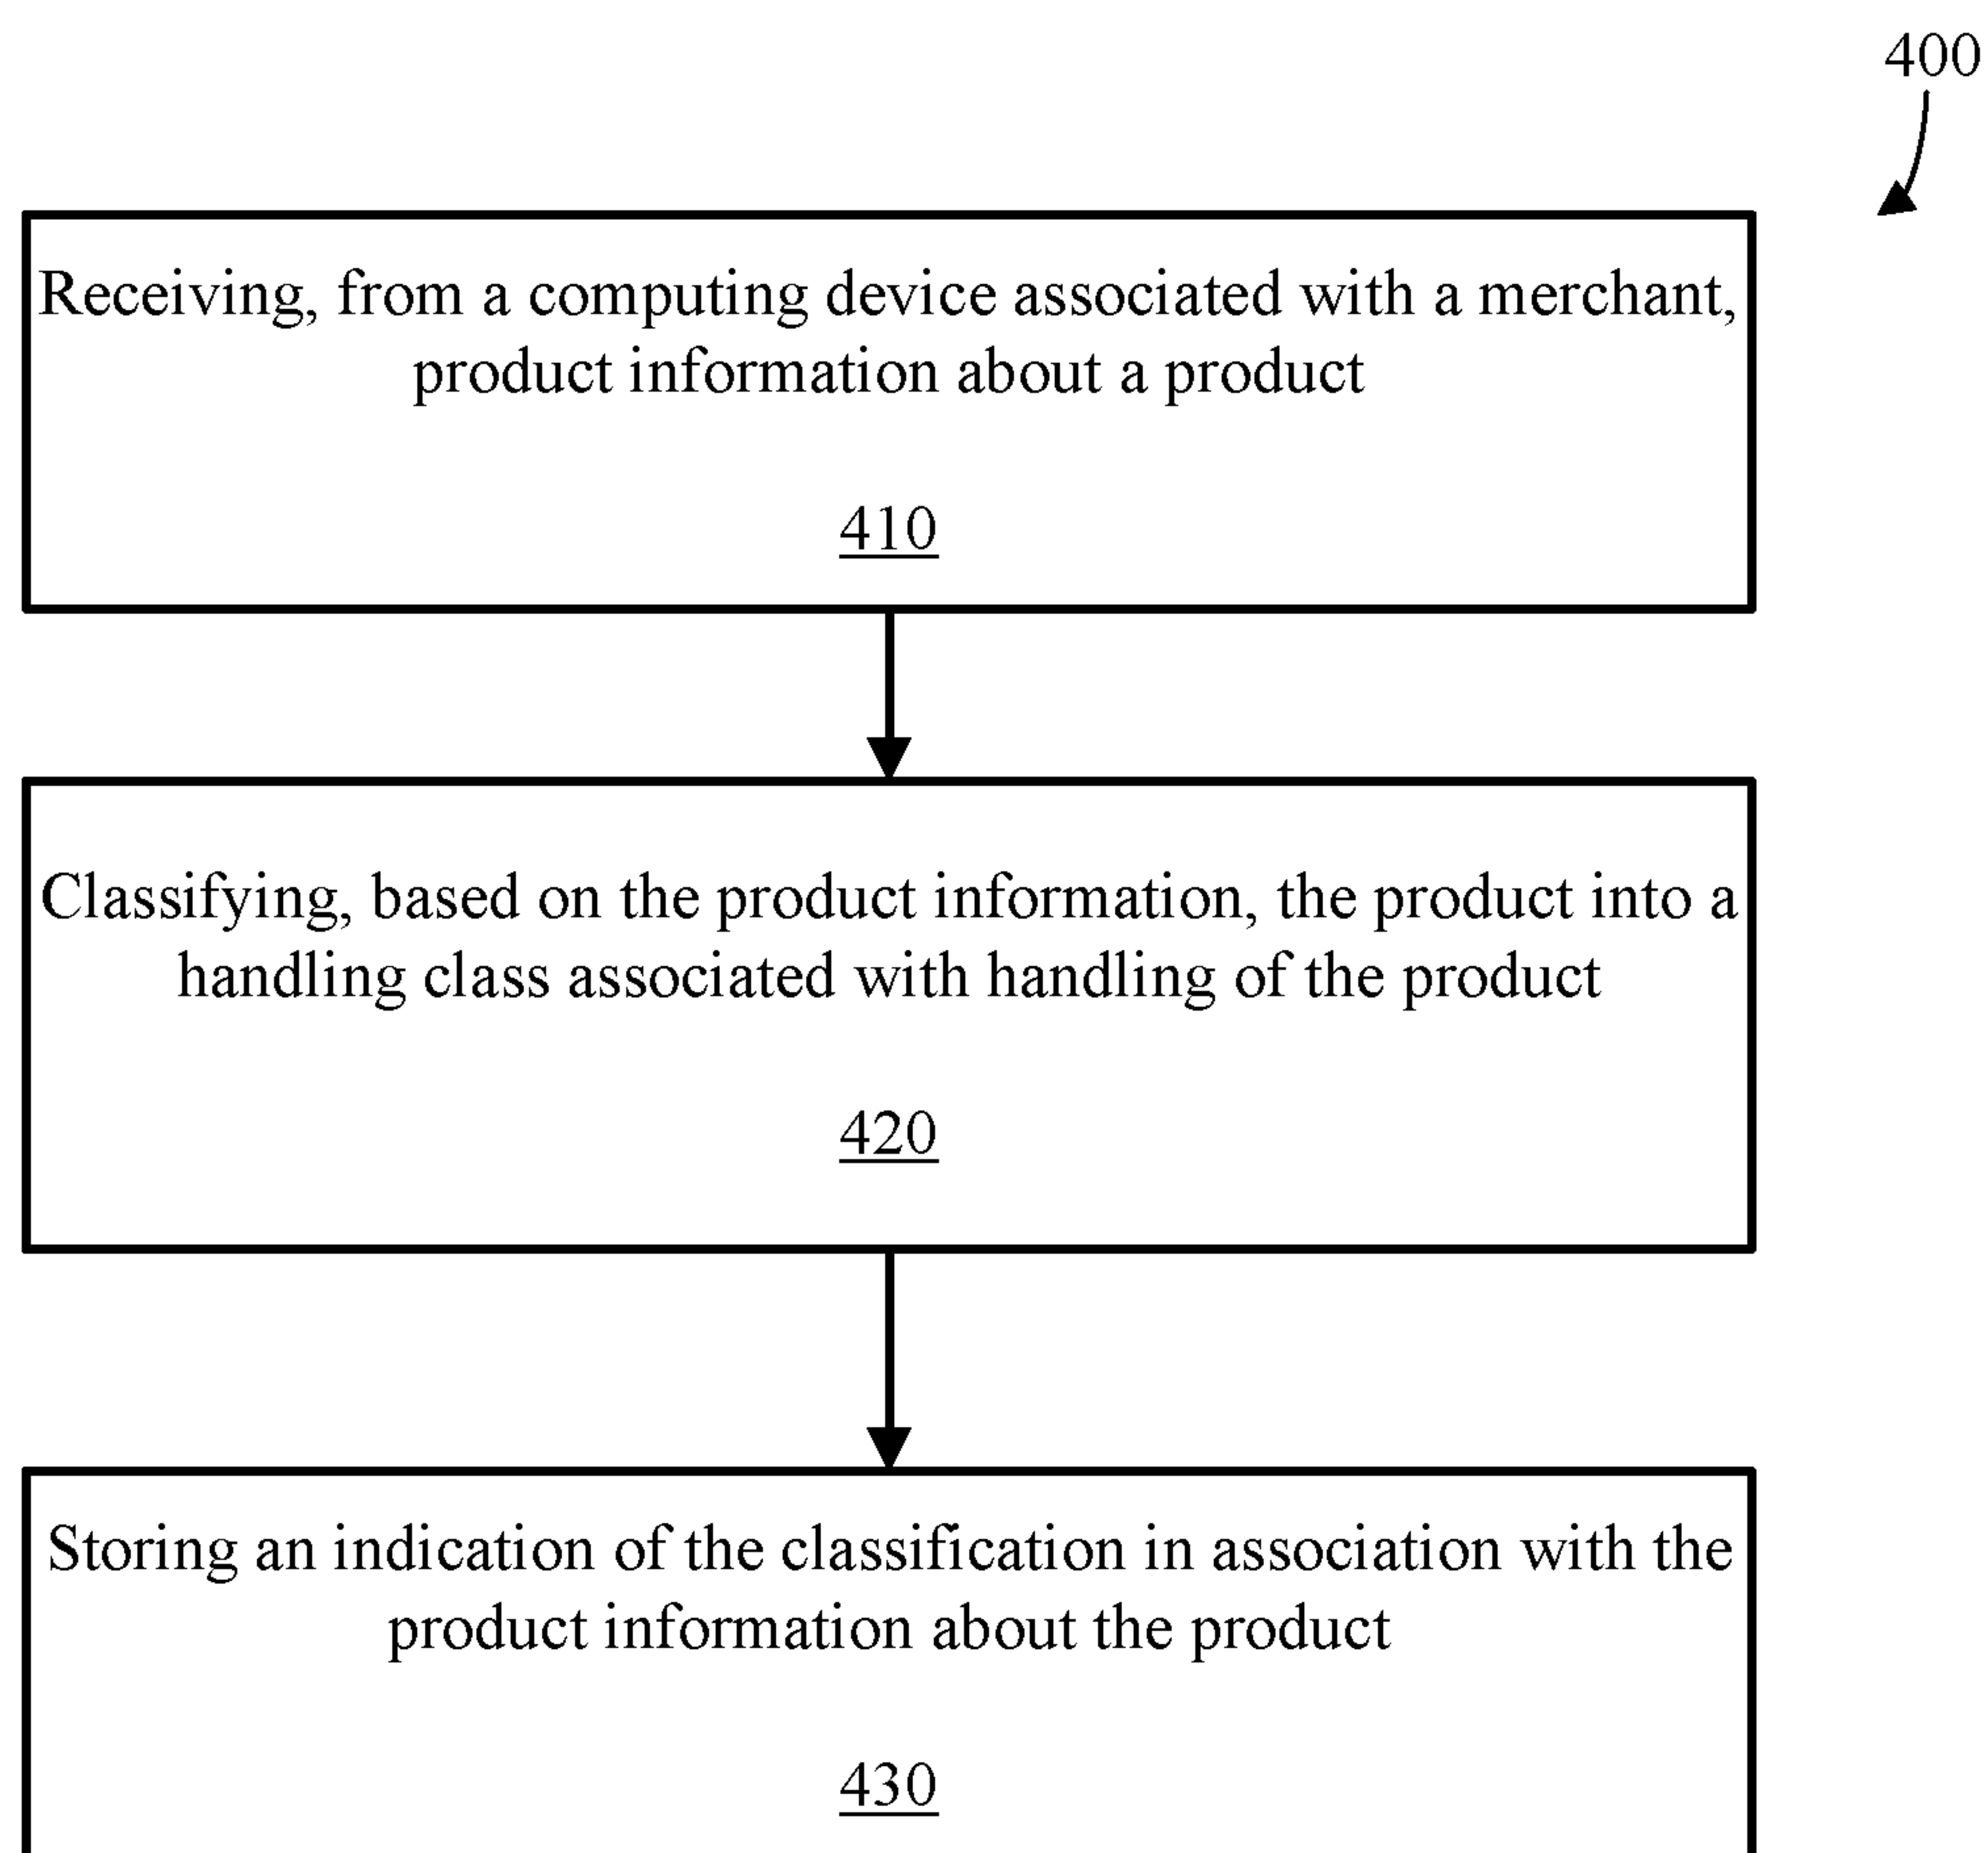 400
Receiving, from a computing device associated with a merchant,
product information about a product
410
Classifying, based on the product information, the product into a
handling class associated with handling of the product
420
Storing an indication of the classification in association with the
product information about the product
430